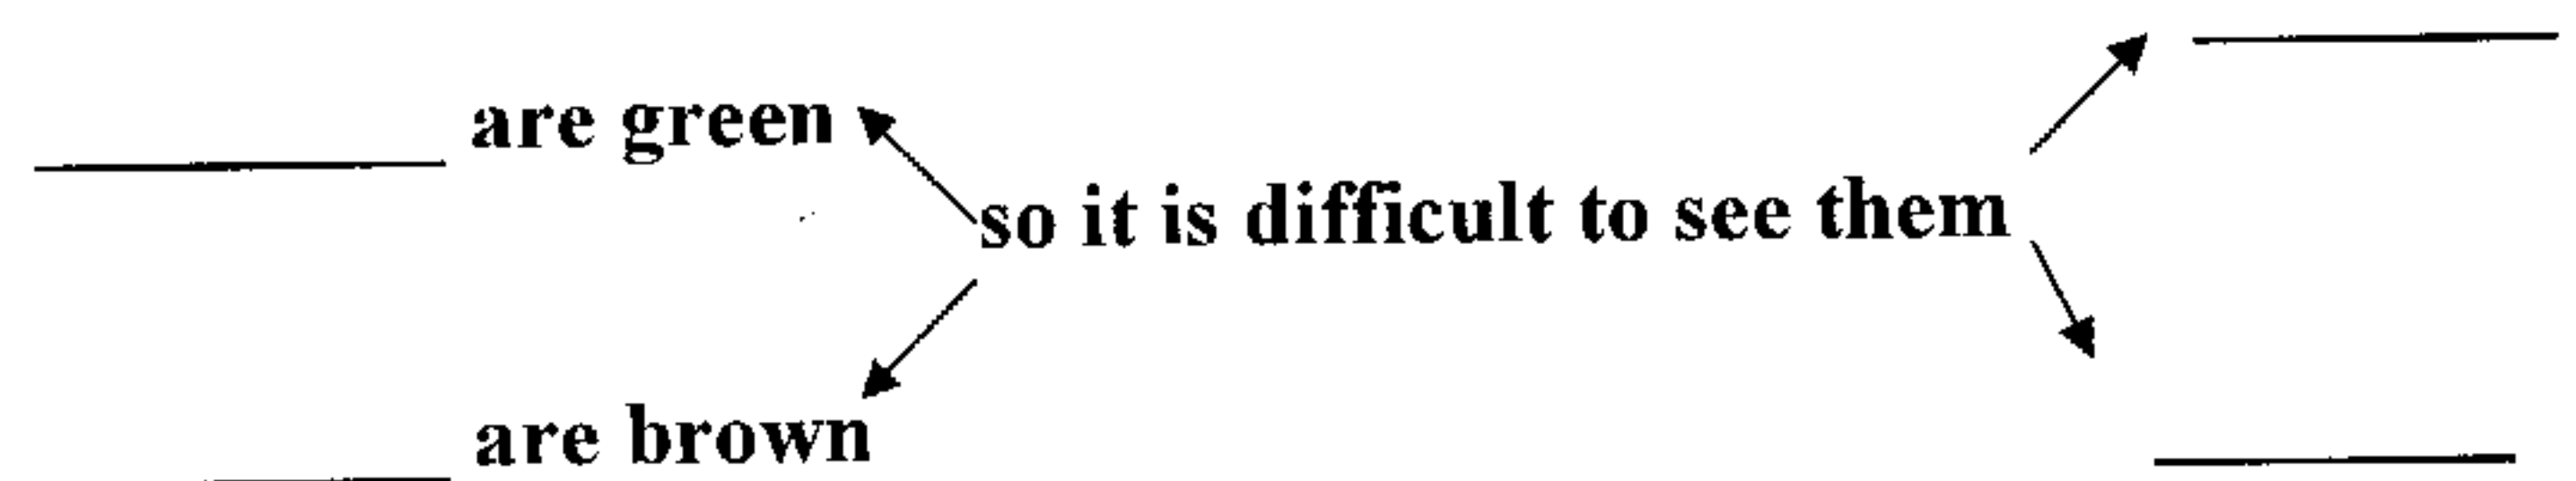 are green
so it is difficult to see them
are brown